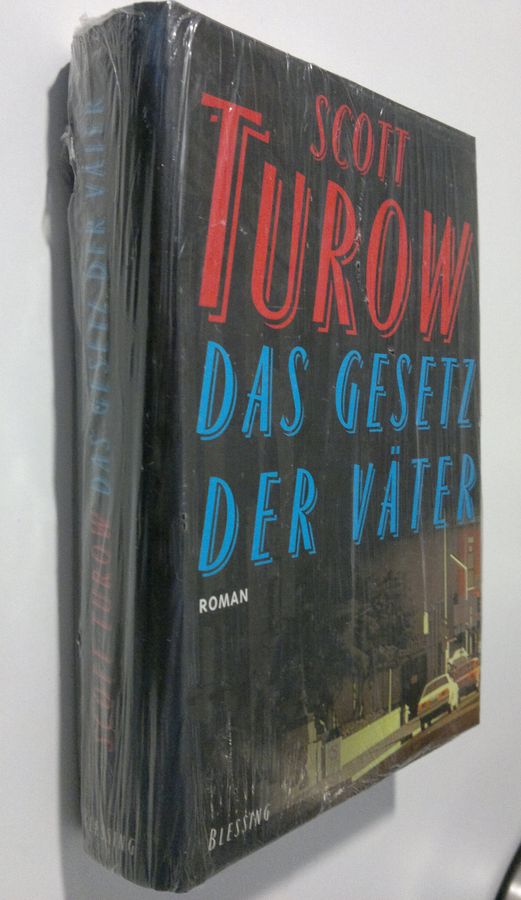 SCOTT
TUROW
DAS GESETZ
DER VÄTER
ROMAN
BLESSING
SCOTT TUROW DAS GESETZ DER VÄTER
BLESSING